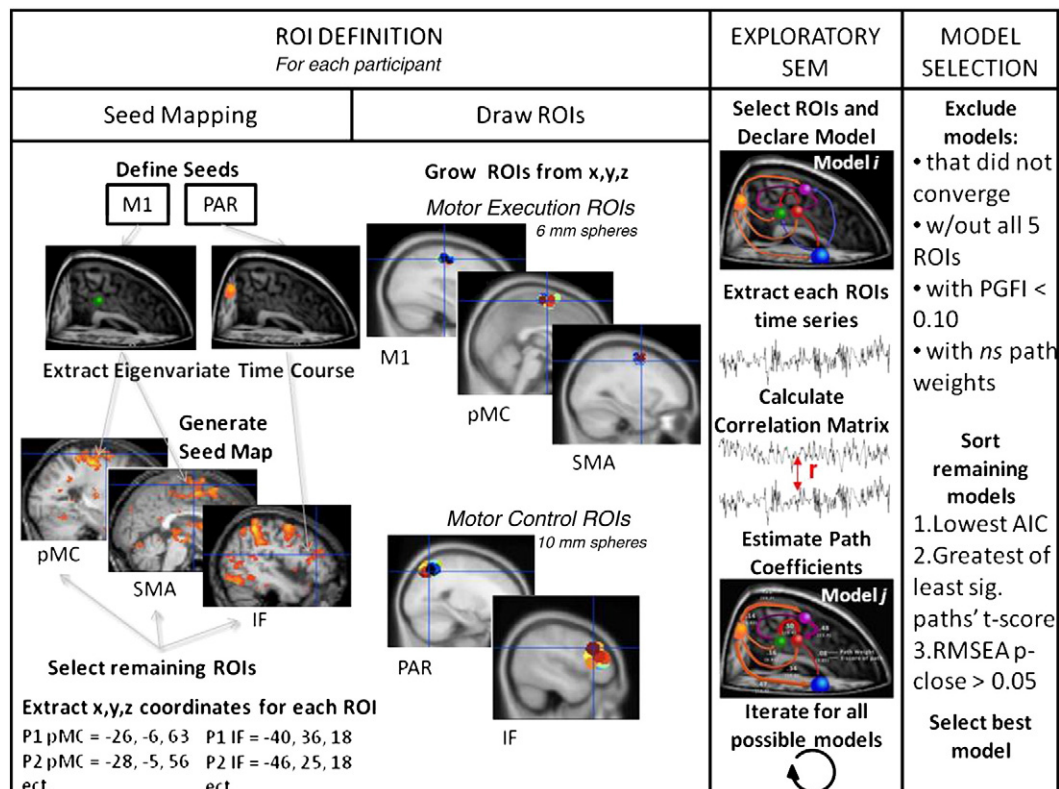 ROI DEFINITION
For each participant
Seed Mapping
Draw ROIs
Define Seeds
M1 PAR
Extract Eigenvariate Time Course
Generate
Seed Map
pMC
SMA
IF
Select remaining ROIs
Extract x,y,z coordinates for each ROI
P1 pMC = -26, -6, 63 P1 IF = -40, 36, 18
P2 pMC = -28, -5, 56 P2 IF = -46, 25, 18
ect ect
Grow ROIs from x,y,z
Motor Execution ROIs
6 mm spheres
M1
pMC
SMA
Motor Control ROIs
10 mm spheres
PAR
IF
EXPLORATORY
SEM
Select ROIs and
Declare Model
Model i
Extract each ROIs
time series
Calculate
Correlation Matrix
r
Estimate Path
Coefficients
Model j
Iterate for all
possible models
MODEL
SELECTION
Exclude
models:
• that did not
converge
• w/out all 5
ROIs
• with PGFI <
0.10
• with ns path
weights
Sort
remaining
models
1.Lowest AIC
2.Greatest of
least sig.
paths' t-score
3.RMSEA p-
close > 0.05
Select best
model